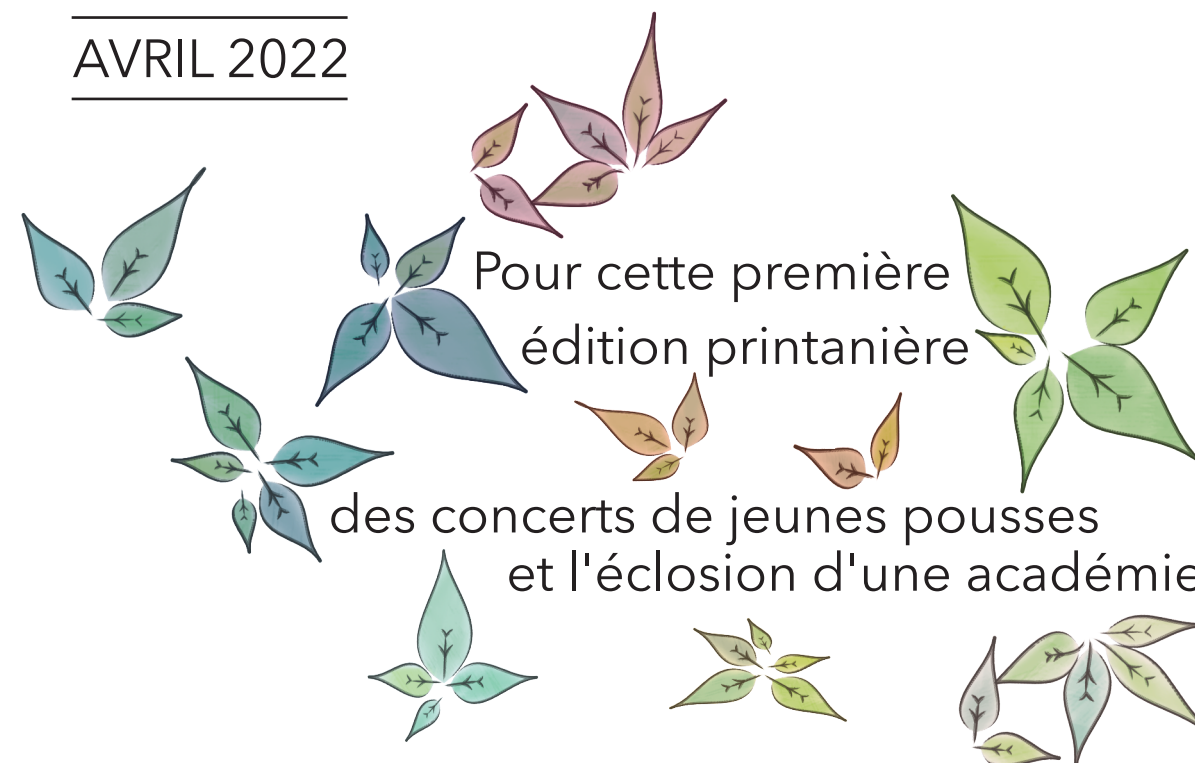 AVRIL 2022
Pour cette première
édition printanière
des concerts de jeunes pousses
et l'éclosion d'une académie